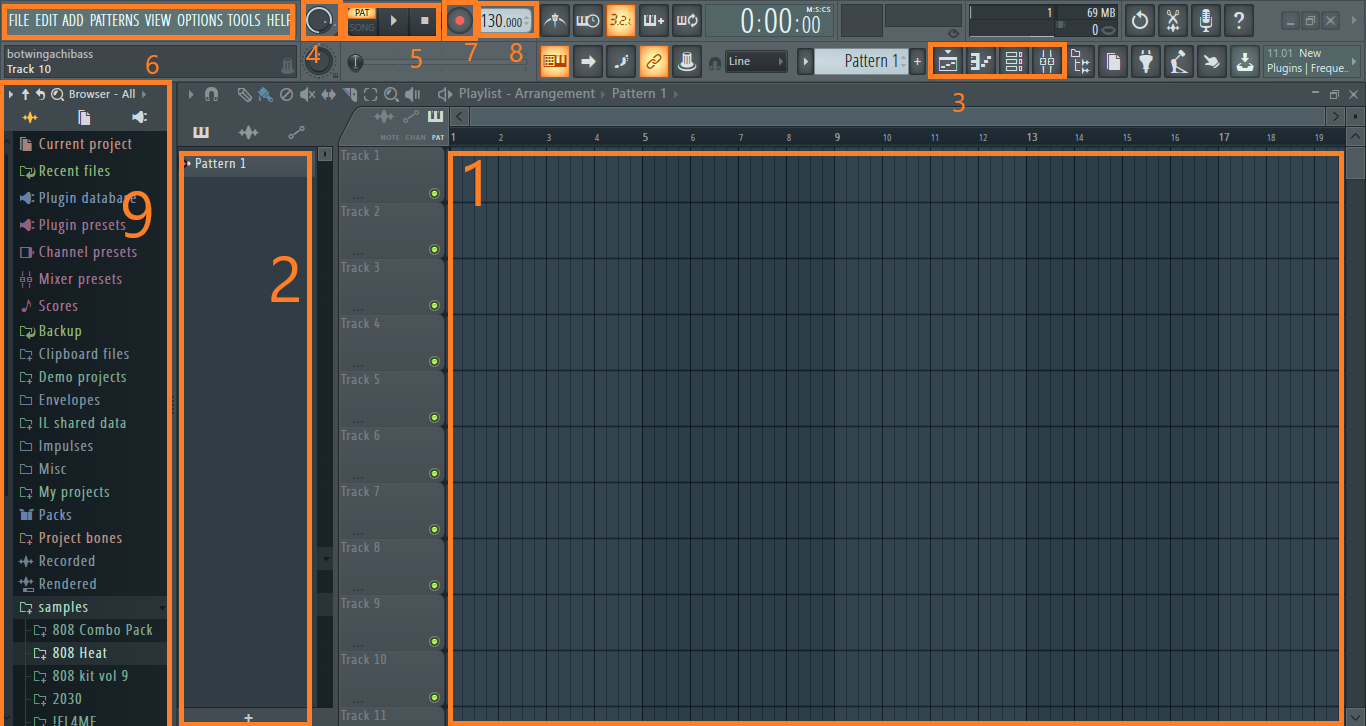 FILE EDIT ADD PATTERNS VIEW OPTIONS TOOLS HELP
4
PAT
SONG
5
7
130.000
8
3.2.
0:00:00
M:S:CS
1
69 MB
0
?
botwingachibass
Track 10
6
Line
Pattern 1
+
3
11.01 New
Plugins | Freque..
Browser - All
Playlist - Arrangement
Pattern 1
NOTE CHAN PAT
1 2 3 4 5 6 7 8 9 10 11 12 13 14 15 16 17 18 19
Current project
Recent files
Plugin database
Plugin presets
Channel presets
Mixer presets
Scores
Backup
Clipboard files
Demo projects
Envelopes
IL shared data
Impulses
Misc
My projects
Packs
Project bones
Recorded
Rendered
samples
808 Combo Pack
808 Heat
808 kit vol 9
2030
!FL4ME
9
Pattern 1
2
+
Track 1
Track 2
Track 3
Track 4
Track 5
Track 6
Track 7
Track 8
Track 9
Track 10
Track 11
1